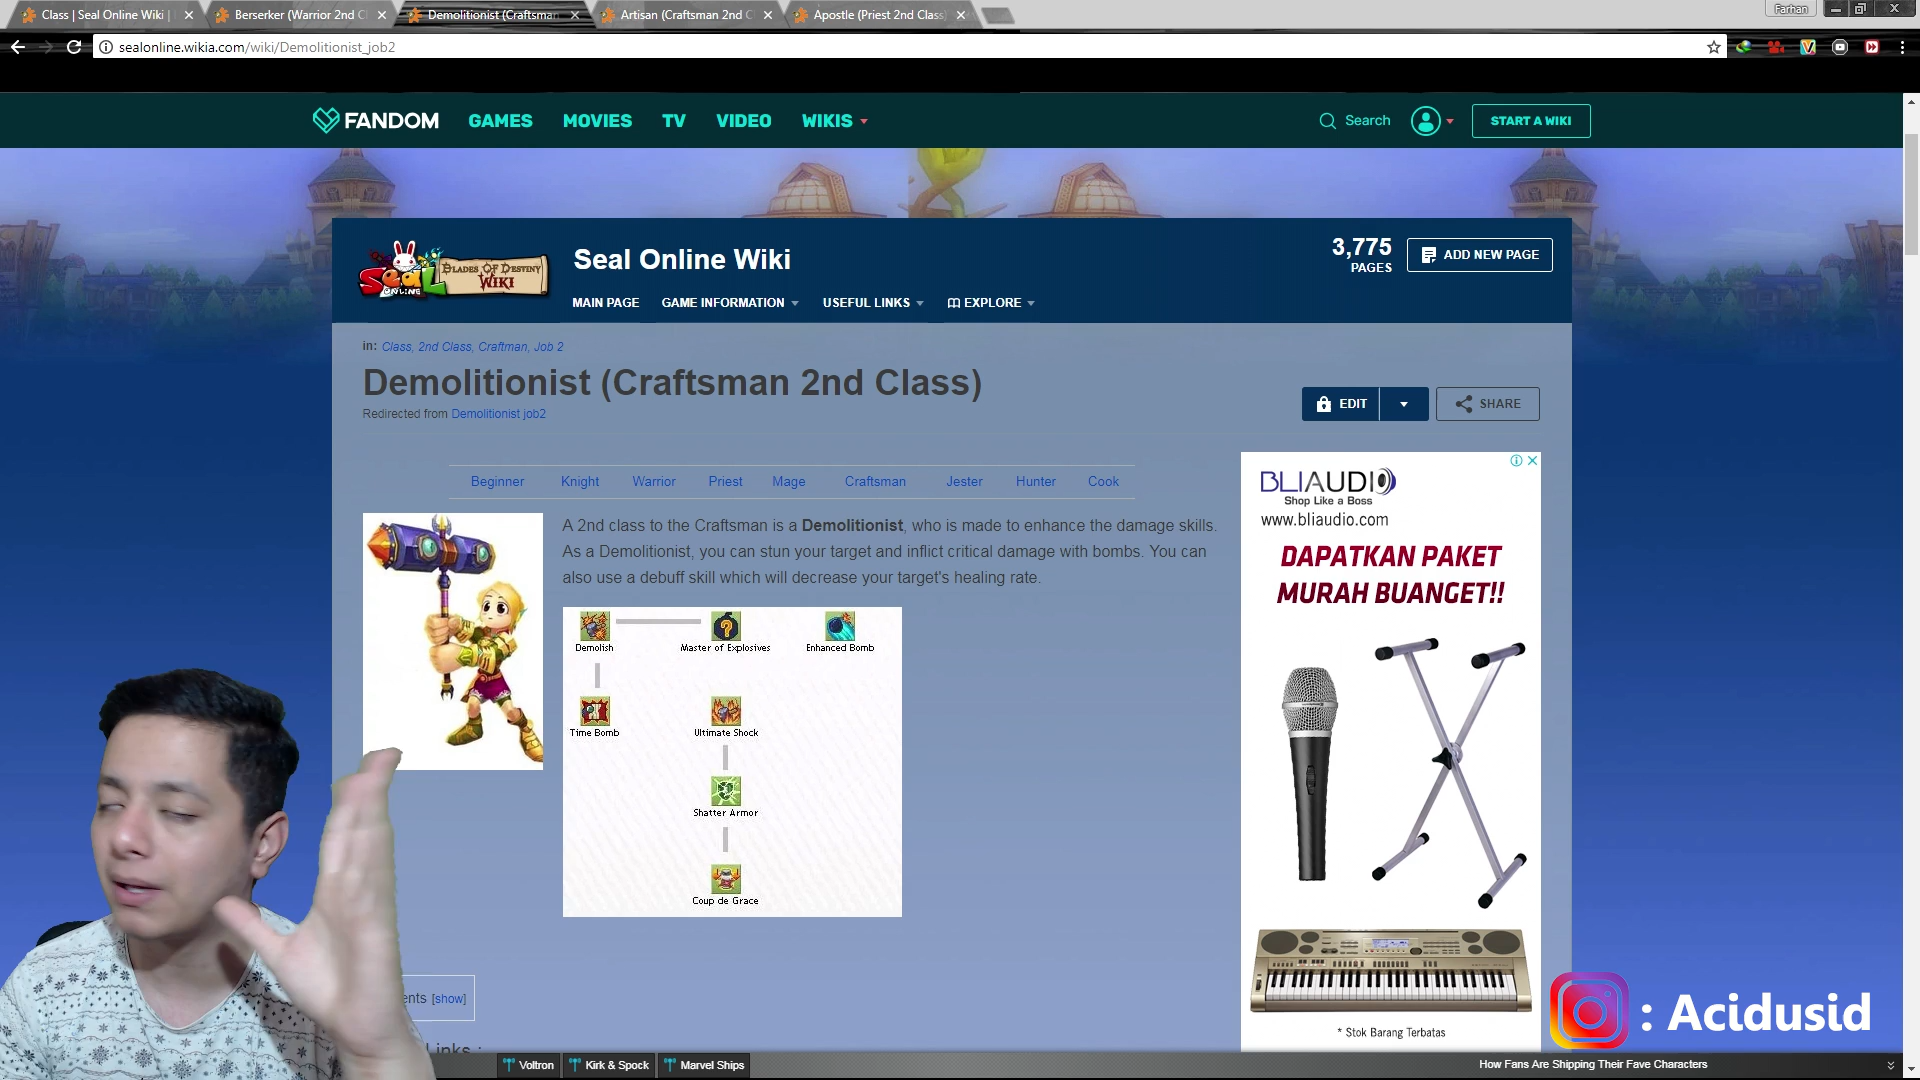 Class | Seal Online Wiki |
Berserker (Warrior 2nd C
Demolitionist (Craftsman
Artisan (Craftsman 2nd C
Apostle (Priest 2nd Class)
Farhan
sealonline.wikia.com/wiki/Demolitionist_job2
FANDOM GAMES MOVIES TV VIDEO WIKIS
Search
START A WIKI
SEAL ONLINE
BLADES OF DESTINY
WIKI
Seal Online Wiki
3,775
PAGES
ADD NEW PAGE
MAIN PAGE GAME INFORMATION USEFUL LINKS EXPLORE
in: Class, 2nd Class, Craftman, Job 2
Demolitionist (Craftsman 2nd Class)
Redirected from Demolitionist job2
EDIT
SHARE
Beginner Knight Warrior Priest Mage Craftsman Jester Hunter Cook
A 2nd class to the Craftsman is a Demolitionist, who is made to enhance the damage skills.
As a Demolitionist, you can stun your target and inflict critical damage with bombs. You can
also use a debuff skill which will decrease your target's healing rate.
Demolish
Master of Explosives
Enhanced Bomb
Time Bomb
Ultimate Shock
Shatter Armor
Coup de Grace
ents [show]
BLIAUDIO
Shop Like a Boss
www.bliaudio.com
DAPATKAN PAKET
MURAH BUANGET!!
* Stok Barang Terbatas
: Acidusid
Voltron
Kirk & Spock
Marvel Ships
How Fans Are Shipping Their Fave Characters